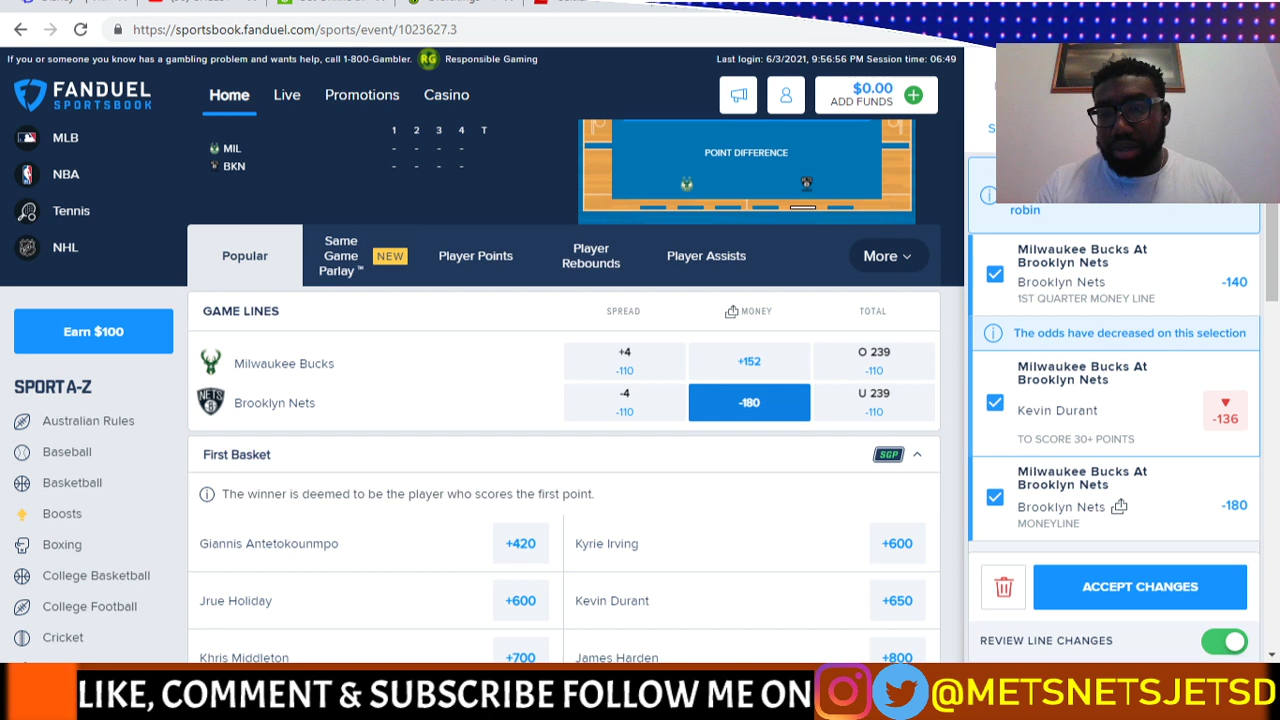 https://sportsbook.fanduel.com/sports/event/1023627.3
If you or someone you know has a gambling problem and wants help, call 1-800-Gambler. RG Responsible Gaming
Last login: 6/3/2021, 9:56:56 PM Session time: 06:49
FANDUEL
SPORTSBOOK
Home Live Promotions Casino
$0.00
ADD FUNDS
MLB
NBA
Tennis
NHL
1 2 3 4 T
MIL - - - -
BKN - - - -
POINT DIFFERENCE
Popular
Same Game Parlay ™ NEW
Player Points
Player Rebounds
Player Assists
More
Earn $100
SPORT A-Z
Australian Rules
Baseball
Basketball
Boosts
Boxing
College Basketball
College Football
Cricket
GAME LINES SPREAD MONEY TOTAL
Milwaukee Bucks +4 -110 +152 O 239 -110
NETS
Brooklyn Nets -4 -110 -180 U 239 -110
First Basket SGP
The winner is deemed to be the player who scores the first point.
Giannis Antetokounmpo +420 Kyrie Irving +600
Jrue Holiday +600 Kevin Durant +650
Khris Middleton +700 James Harden +800
robin
Milwaukee Bucks At
Brooklyn Nets
Brooklyn Nets -140
1ST QUARTER MONEY LINE
The odds have decreased on this selection
Milwaukee Bucks At
Brooklyn Nets
Kevin Durant -136
TO SCORE 30+ POINTS
Milwaukee Bucks At
Brooklyn Nets
Brooklyn Nets -180
MONEYLINE
ACCEPT CHANGES
REVIEW LINE CHANGES
LIKE, COMMENT & SUBSCRIBE FOLLOW ME ON @METSNETSJETSD